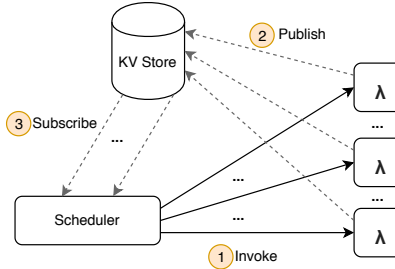 2 Publish
KV Store
λ
3 Subscribe
...
...
λ
...
...
...
Scheduler
λ
1 Invoke